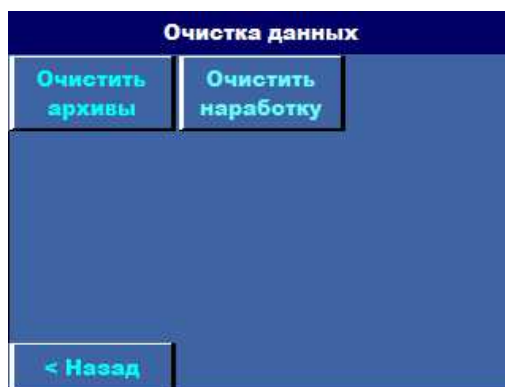 Очистка данных
Очистить
архивы
Очистить
наработку
< Назад